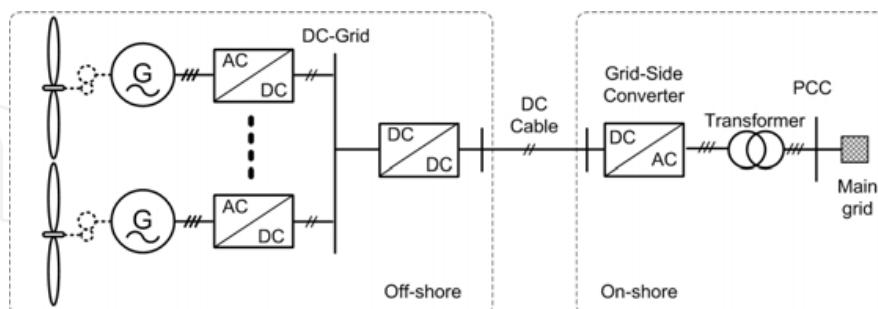 DC-Grid
G
AC
DC
G
AC
DC
DC
DC
Off-shore
DC
Cable
Grid-Side
Converter
DC
AC
Transformer
PCC
Main
grid
On-shore